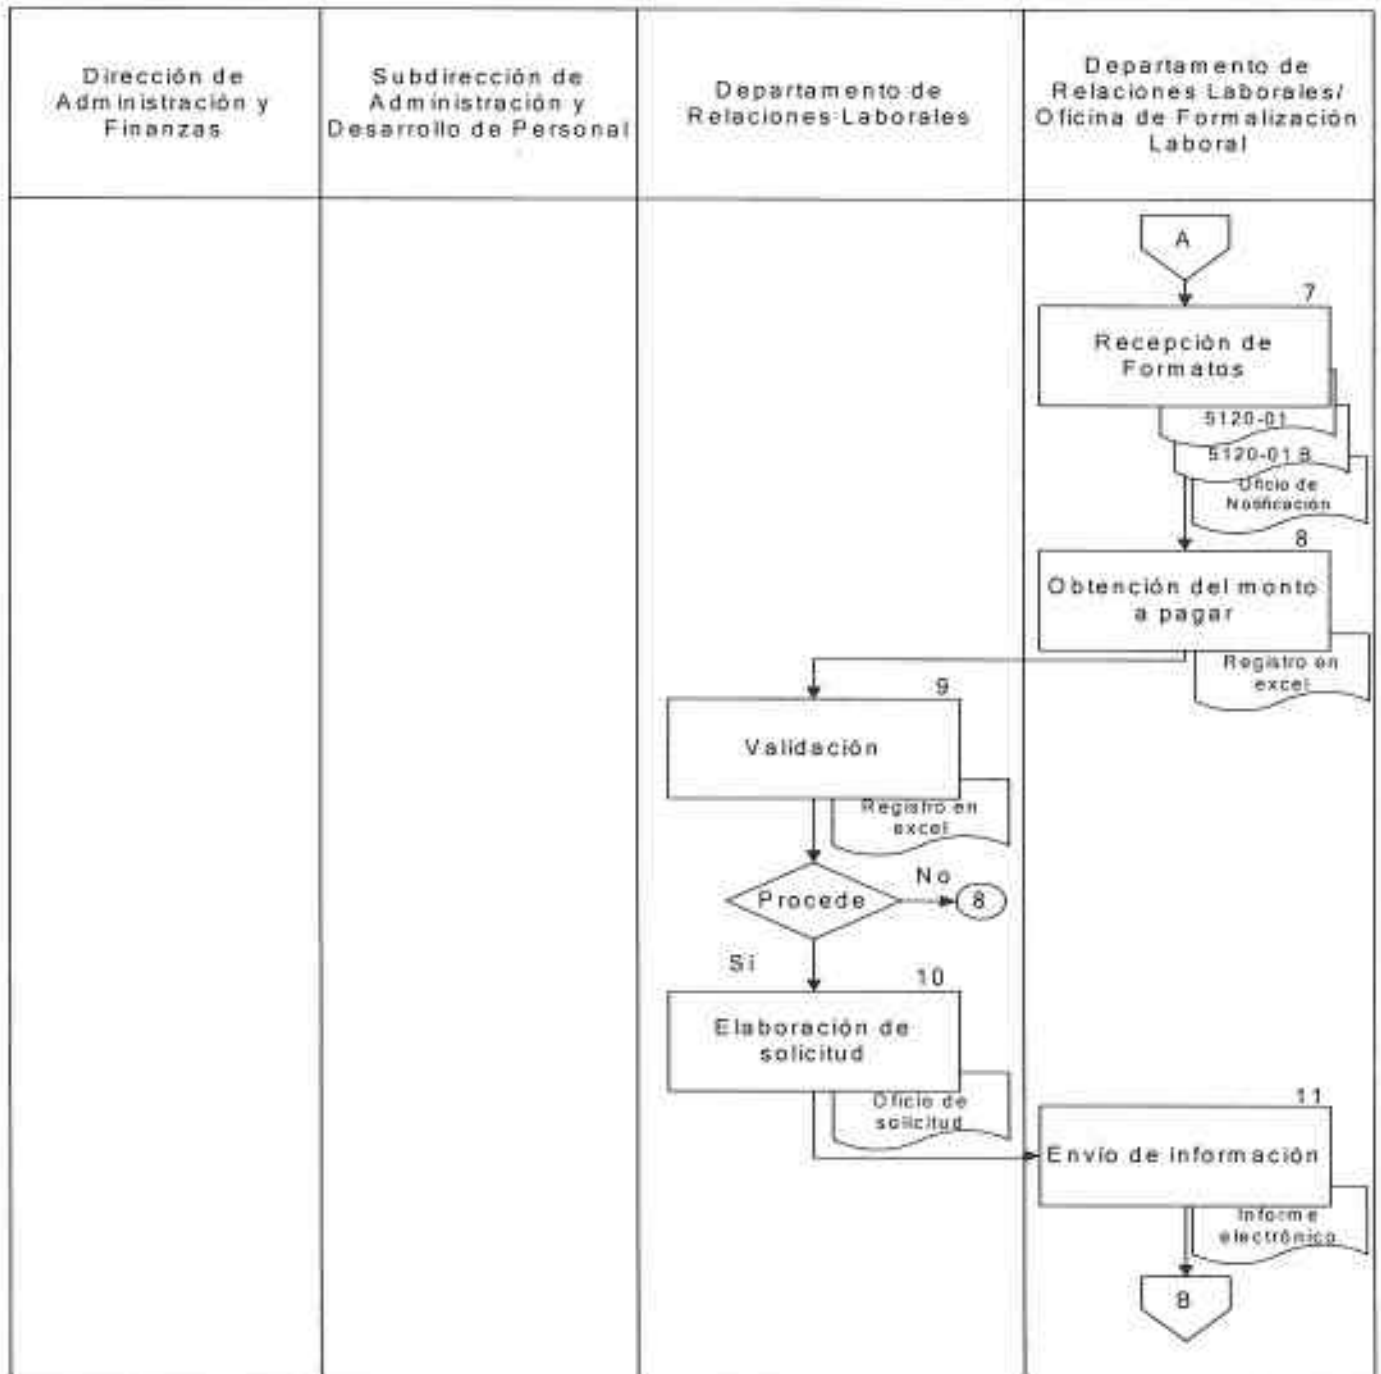 Dirección de
Administración y
Finanzas
Subdirección de
Administración y
Desarrollo de Personal
Departamento de
Relaciones Laborales
Departamento de
Relaciones Laborales/
Oficina de Formalización
Laboral
A
7
Recepción de
Formatos
5120-01
5120-01 B
Oficio de
Notificación
8
Obtención del monto
a pagar
Registro en
excel
9
Validación
Registro en
excel
Procede
No
8
Si
10
Elaboración de
solicitud
Oficio de
solicitud
11
Envío de información
Informe
electrónico
B